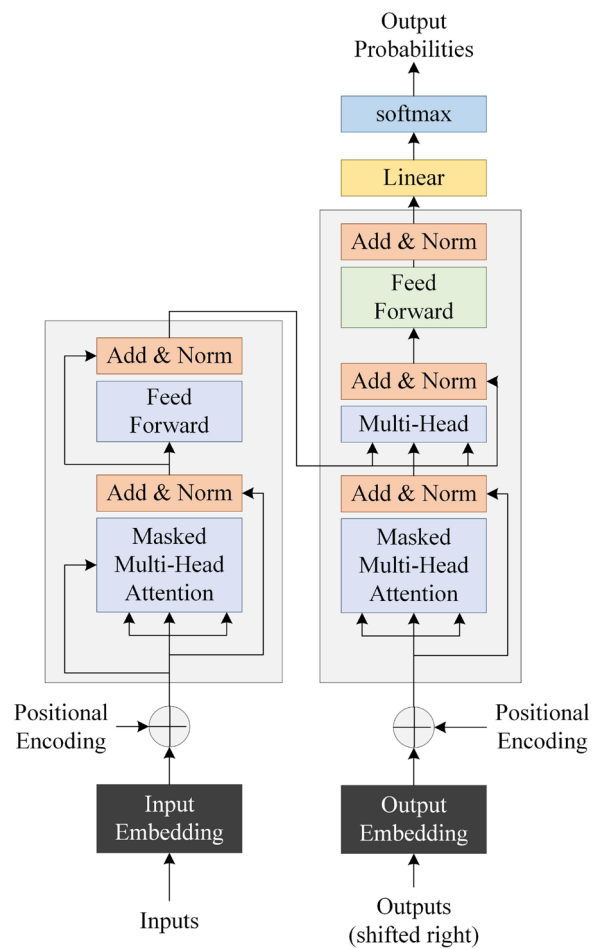 Output
Probabilities
softmax
Linear
Add & Norm
Feed
Forward
Add & Norm
Multi-Head
Add & Norm
Masked
Multi-Head
Attention
Add & Norm
Feed
Forward
Add & Norm
Masked
Multi-Head
Attention
Positional
Encoding
Positional
Encoding
Input
Embedding
Output
Embedding
Inputs
Outputs
(shifted right)